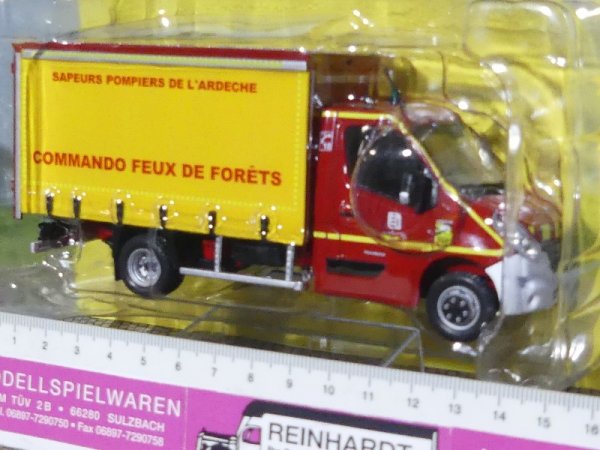 SAPEURS POMPIERS DE L'ARDECHE
COMMANDO FEUX DE FORÊTS
1 2 3 4 5 6 7 8 9 10 11 12 13 14 15 16
ODELLSPIELWAREN
M TÜV 2B • 66280 SULZBACH
06897-7290750 • Fax 06897-7290758
REINHARDT